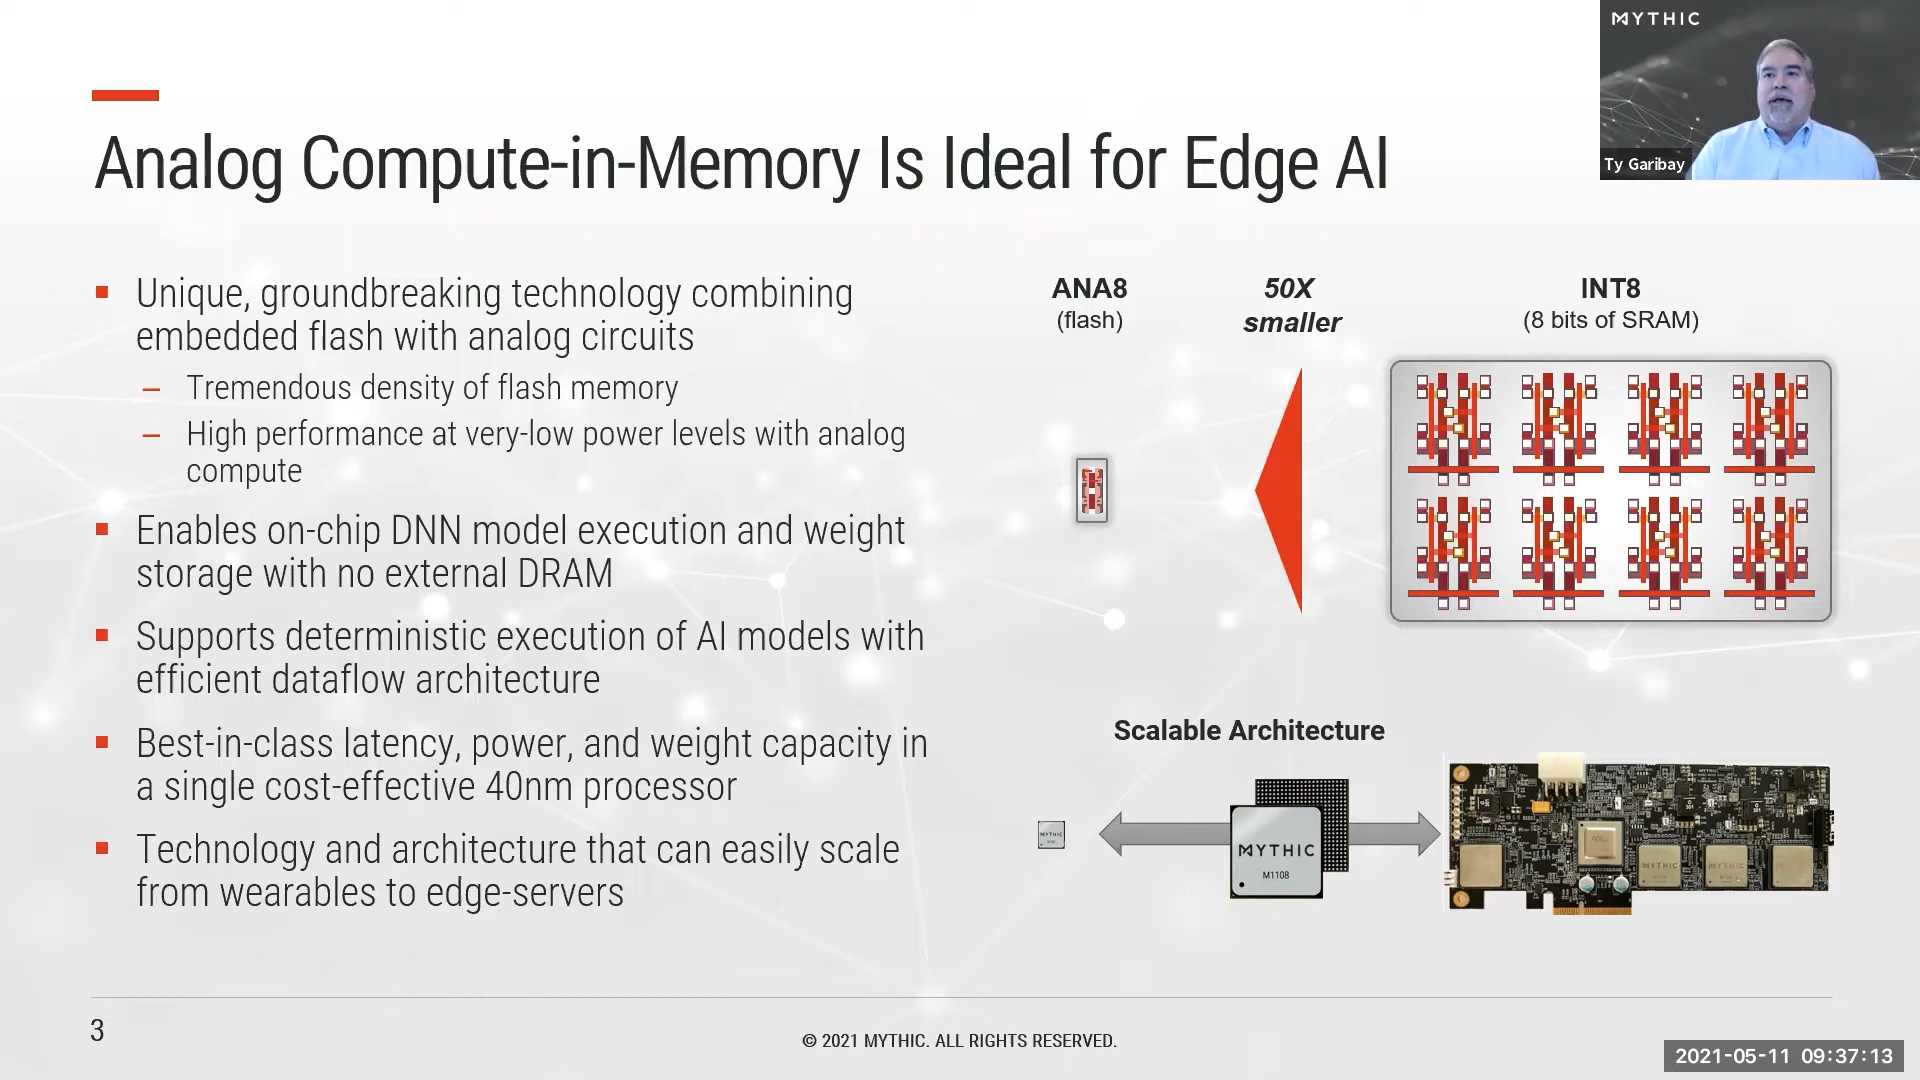 MYTHIC
Ty Garibay
Analog Compute-in-Memory Is Ideal for Edge AI
Unique, groundbreaking technology combining
embedded flash with analog circuits
– Tremendous density of flash memory
– High performance at very-low power levels with analog
compute
Enables on-chip DNN model execution and weight
storage with no external DRAM
Supports deterministic execution of AI models with
efficient dataflow architecture
Best-in-class latency, power, and weight capacity in
a single cost-effective 40nm processor
Technology and architecture that can easily scale
from wearables to edge-servers
ANA8
(flash)
50X
smaller
INT8
(8 bits of SRAM)
Scalable Architecture
MYTHIC
MYTHIC
M1108
MYTHIC
MYTHIC
3
© 2021 MYTHIC. ALL RIGHTS RESERVED.
2021-05-11 09:37:13